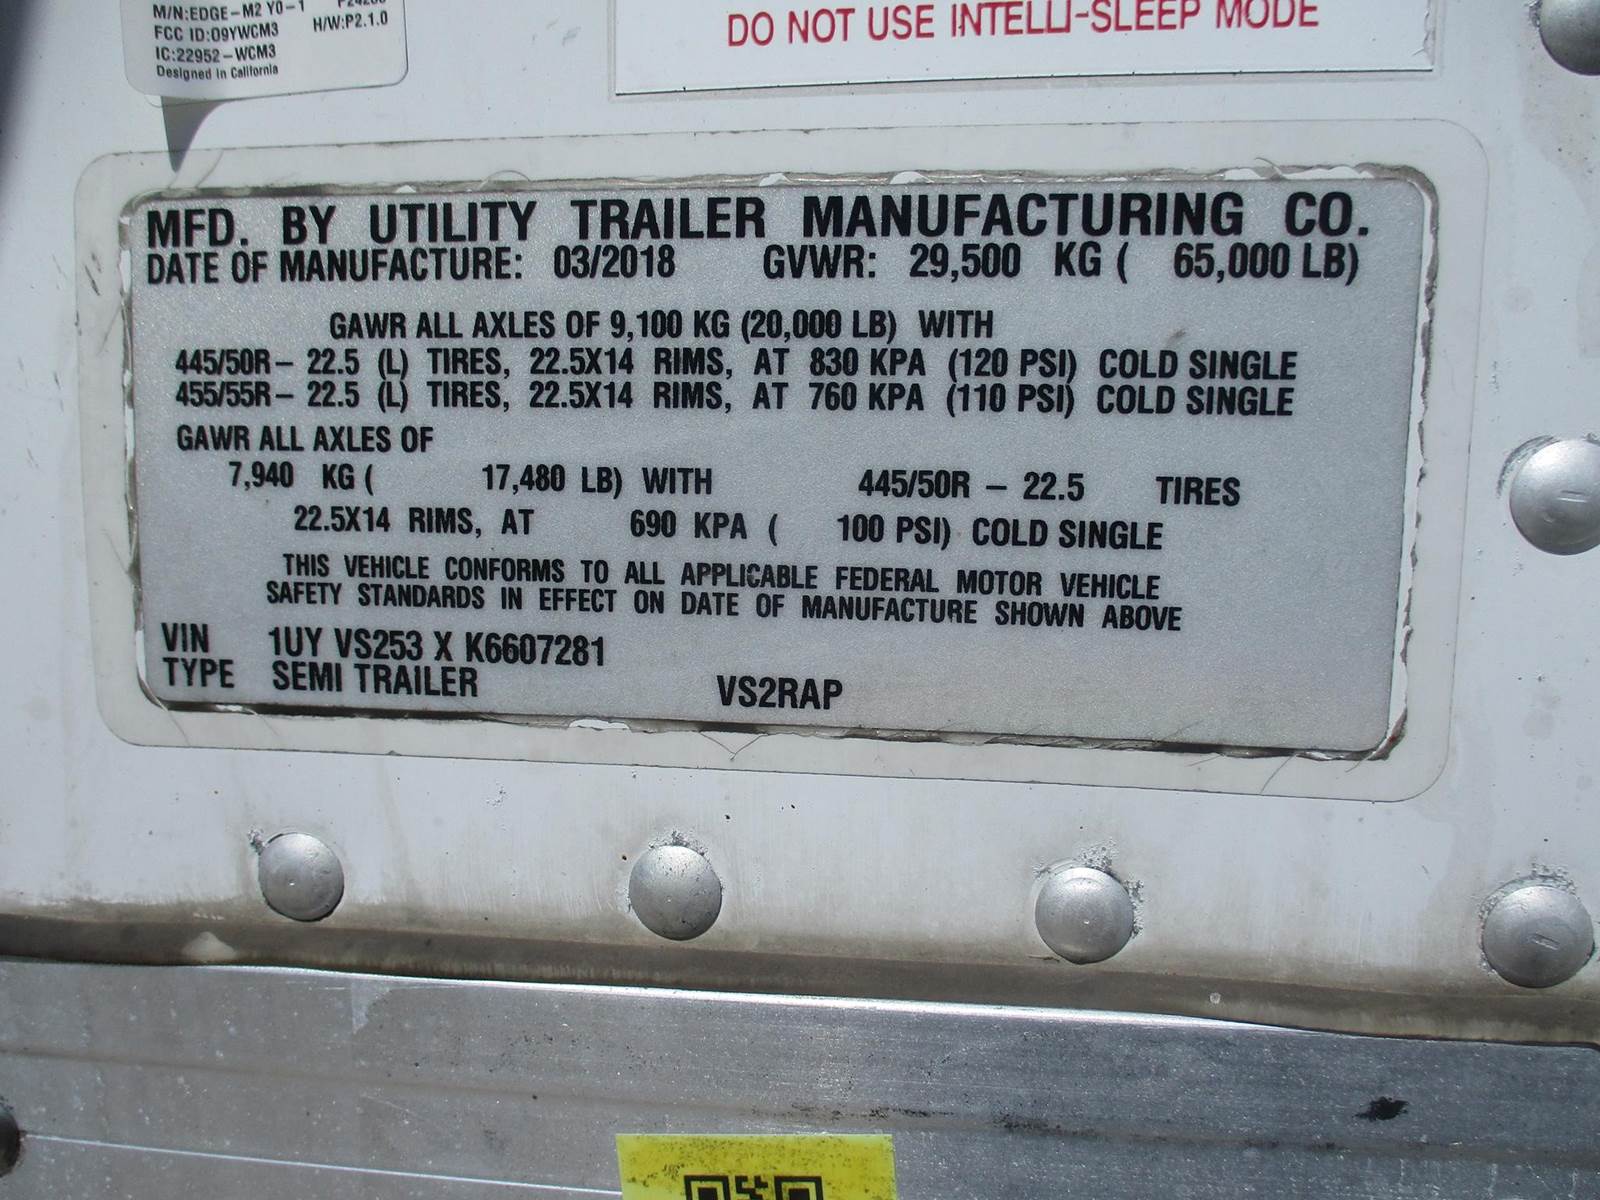 M/N:EDGE-M2 Y0-1
FCC ID:O9YWCM3 H/W:P2.1.0
IC:22952-WCM3
Designed in California
DO NOT USE INTELLI-SLEEP MODE
MFD. BY UTILITY TRAILER MANUFACTURING CO.
DATE OF MANUFACTURE: 03/2018 GVWR: 29,500 KG ( 65,000 LB)
GAWR ALL AXLES OF 9,100 KG (20,000 LB) WITH
445/50R- 22.5 (L) TIRES, 22.5X14 RIMS, AT 830 KPA (120 PSI) COLD SINGLE
455/55R- 22.5 (L) TIRES, 22.5X14 RIMS, AT 760 KPA (110 PSI) COLD SINGLE
GAWR ALL AXLES OF
7,940 KG ( 17,480 LB) WITH 445/50R - 22.5 TIRES
22.5X14 RIMS, AT 690 KPA ( 100 PSI) COLD SINGLE
THIS VEHICLE CONFORMS TO ALL APPLICABLE FEDERAL MOTOR VEHICLE
SAFETY STANDARDS IN EFFECT ON DATE OF MANUFACTURE SHOWN ABOVE
VIN 1UY VS253 X K6607281
TYPE SEMI TRAILER VS2RAP